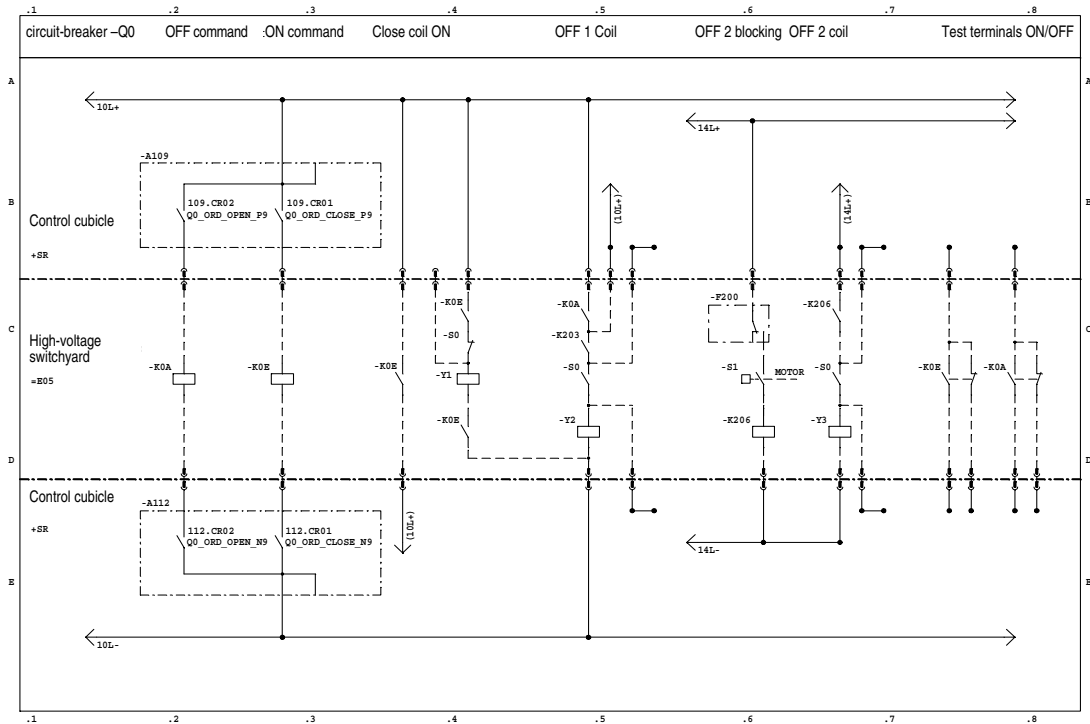 .1 .2 .3 .4 .5 .6 .7 .8
circuit-breaker –Q0 OFF command :ON command Close coil ON OFF 1 Coil OFF 2 blocking OFF 2 coil Test terminals ON/OFF
A A
10L+
14L+
-A109
B B
109.CR02 109.CR01
Q0_ORD_OPEN_P9 Q0_ORD_CLOSE_P9
(10L+) (14L+)
Control cubicle
+SR
-K0E -K0A -F200 -K206
C C
High-voltage
switchyard
-S0 -K203
=E05
-K0A -K0E -K0E -Y1 -S0 -S1 MOTOR -S0 -K0E -K0A
-K0E -Y2 -K206 -Y3
D D
Control cubicle
-A112
+SR
112.CR02 112.CR01
Q0_ORD_OPEN_N9 Q0_ORD_CLOSE_N9
(10L+)
14L-
E E
10L-
.1 .2 .3 .4 .5 .6 .7 .8